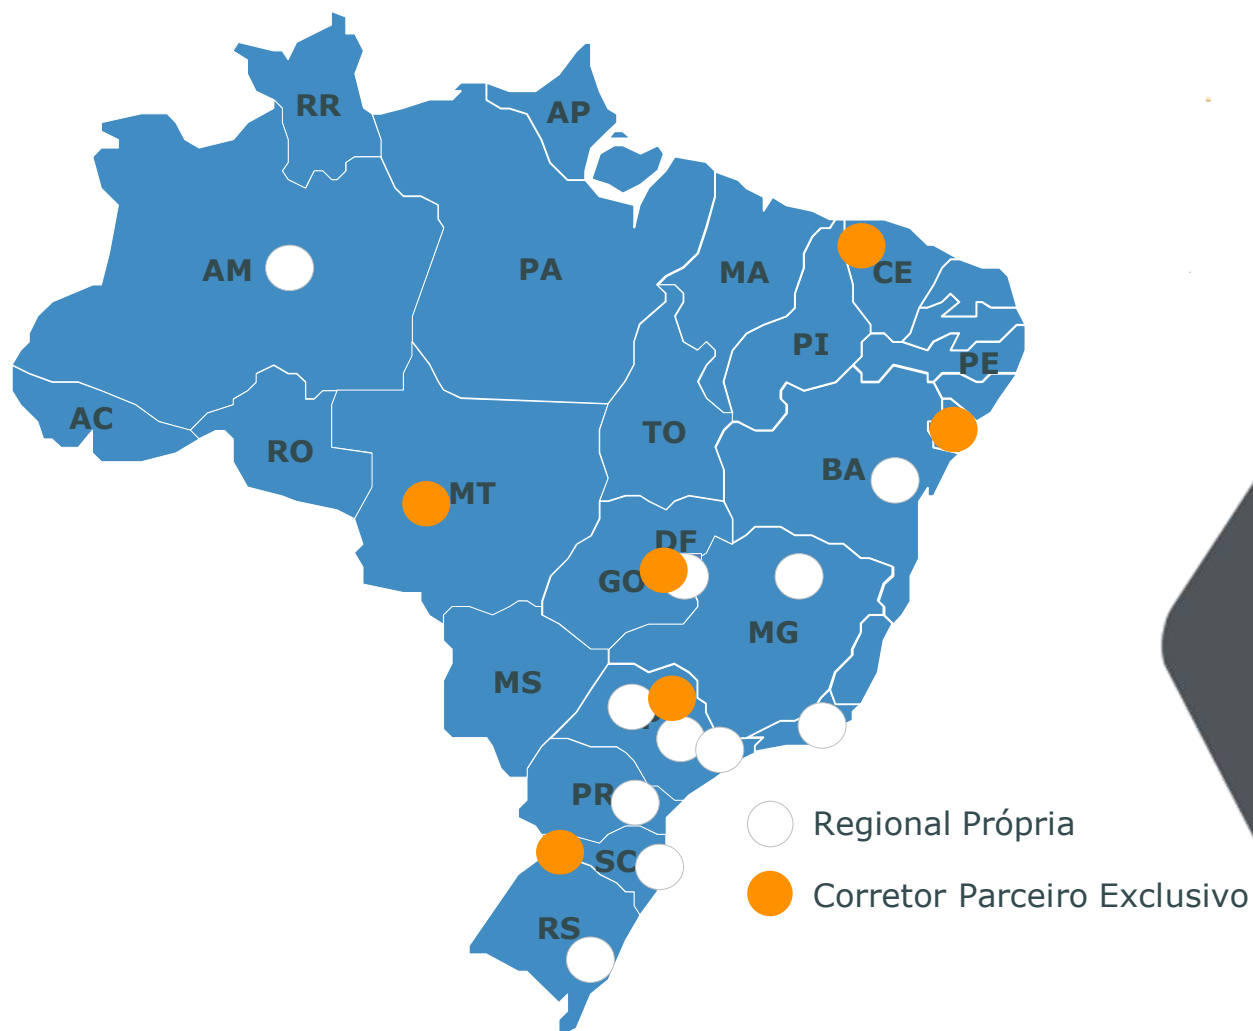 RR
AP
AM
PA
MA
CE
PI
PE
AC
RO
TO
BA
MT
DF
GO
MG
MS
PR
SC
RS
Regional Própria
Corretor Parceiro Exclusivo